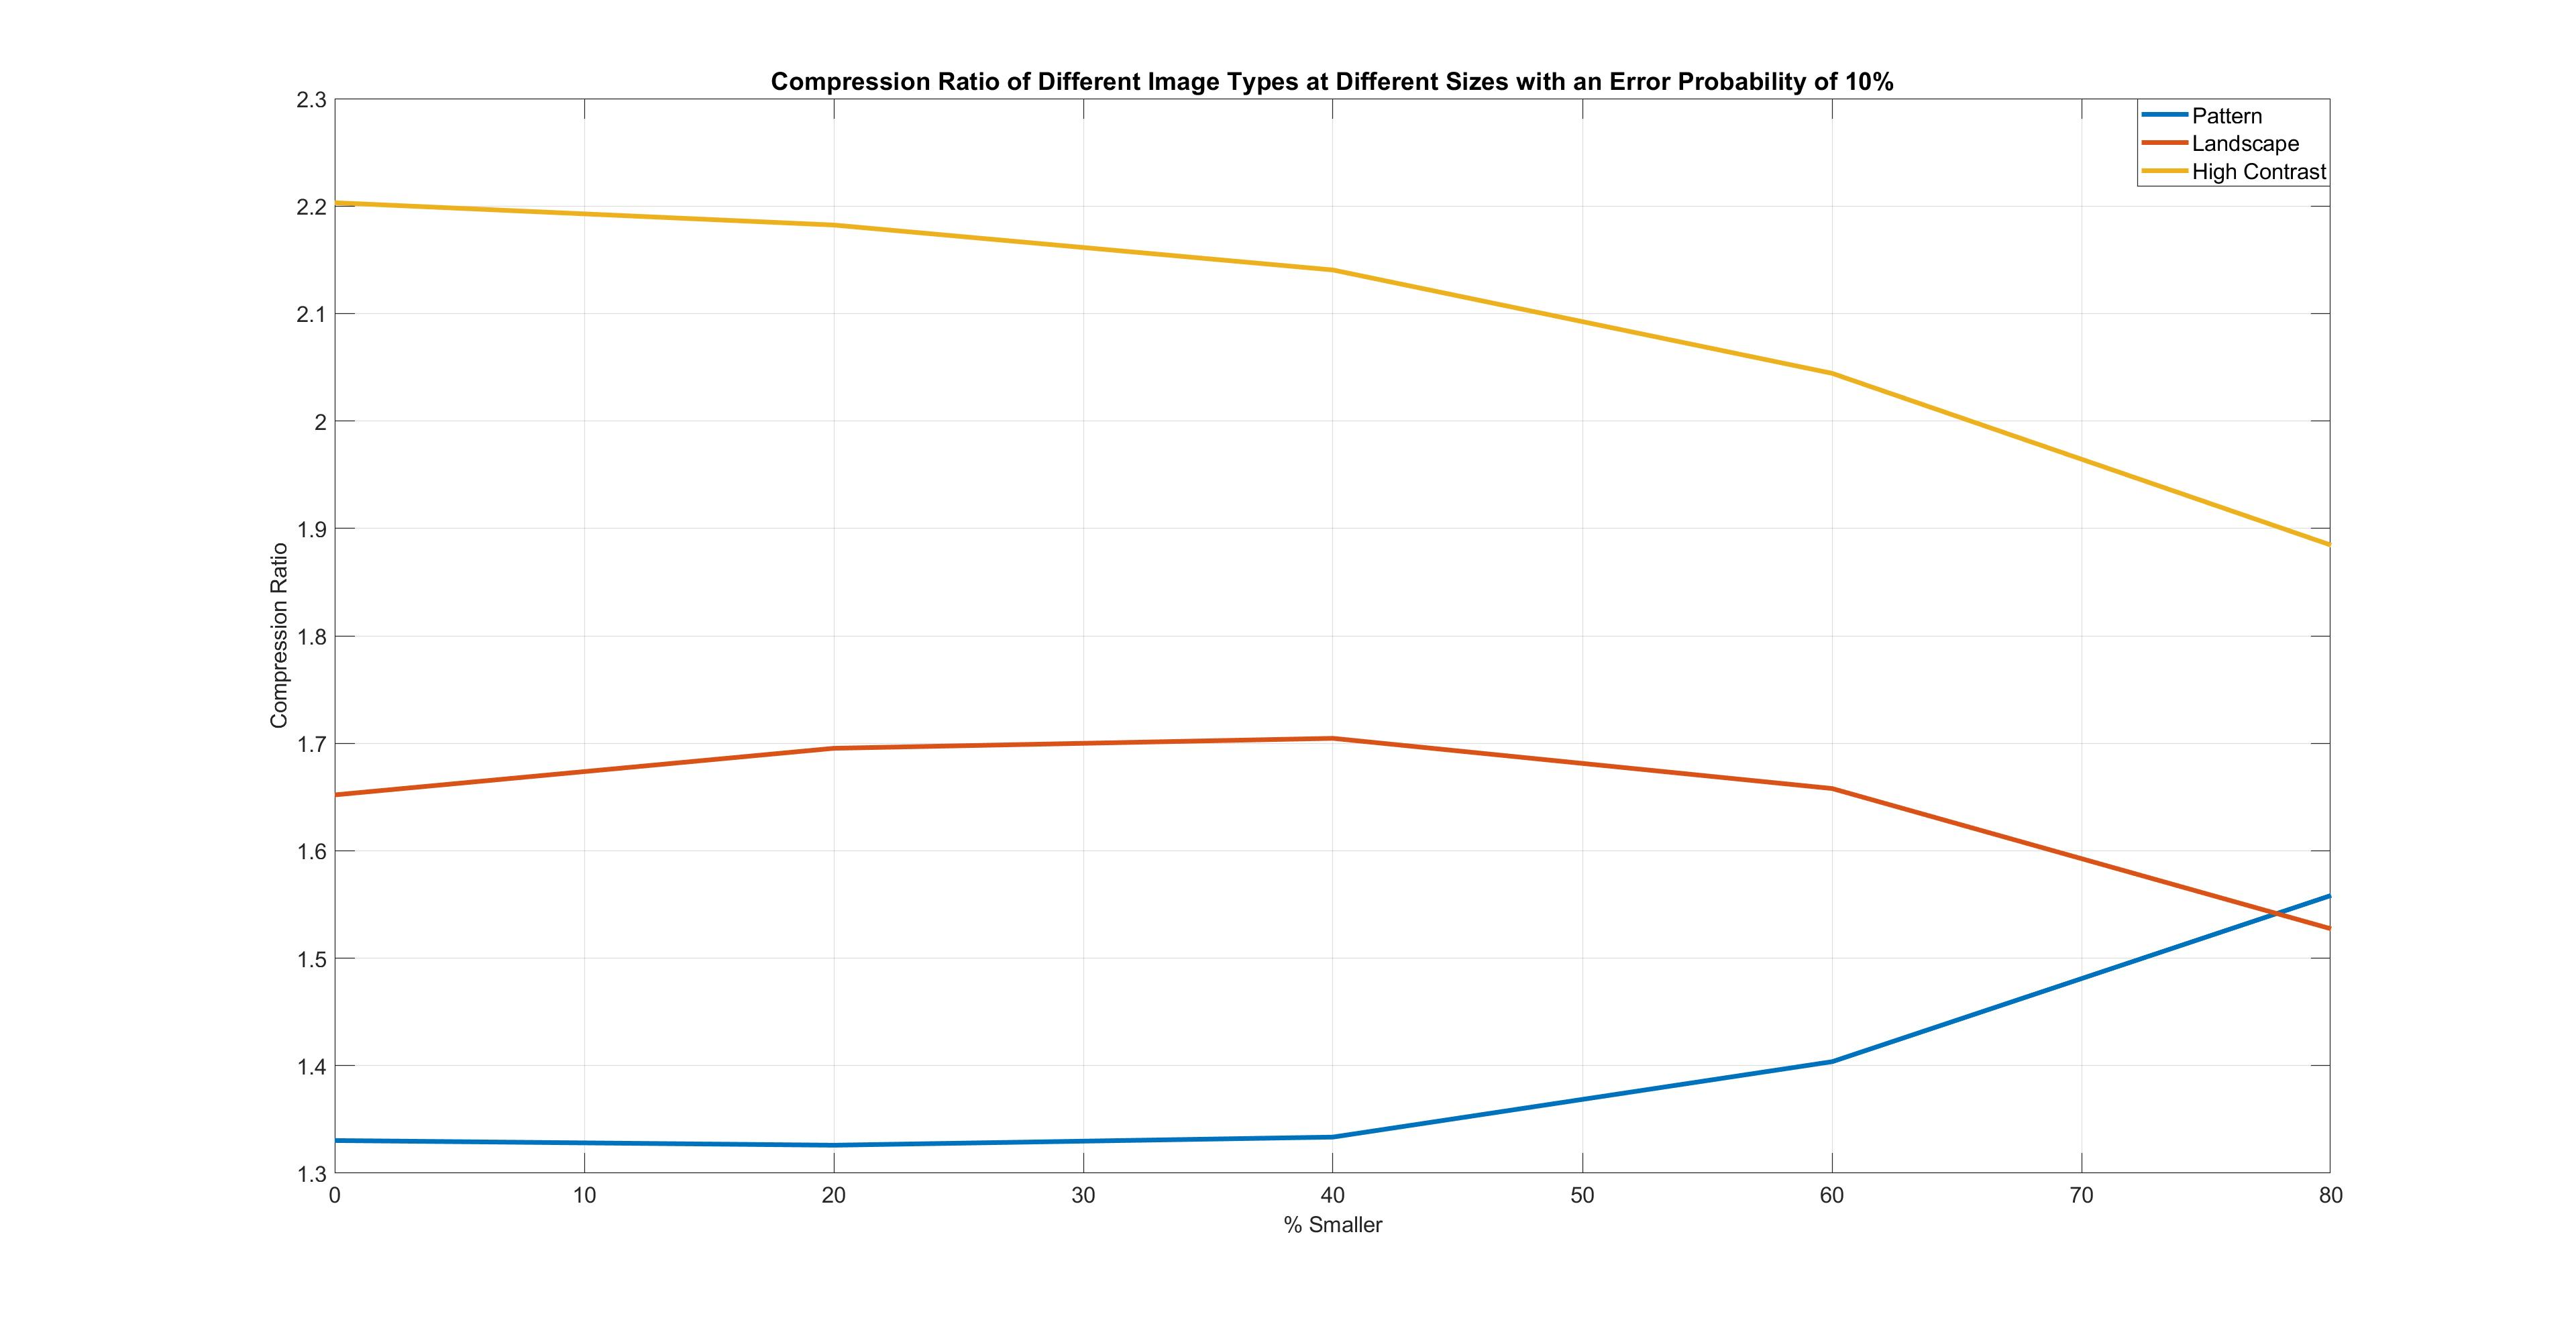 Compression Ratio of Different Image Types at Different Sizes with an Error Probability of 10%
2.3
2.2
2.1
2
1.9
1.8
1.7
1.6
1.5
1.4
1.3
Compression Ratio
Pattern
Landscape
High Contrast
0 10 20 30 40 50 60 70 80
% Smaller